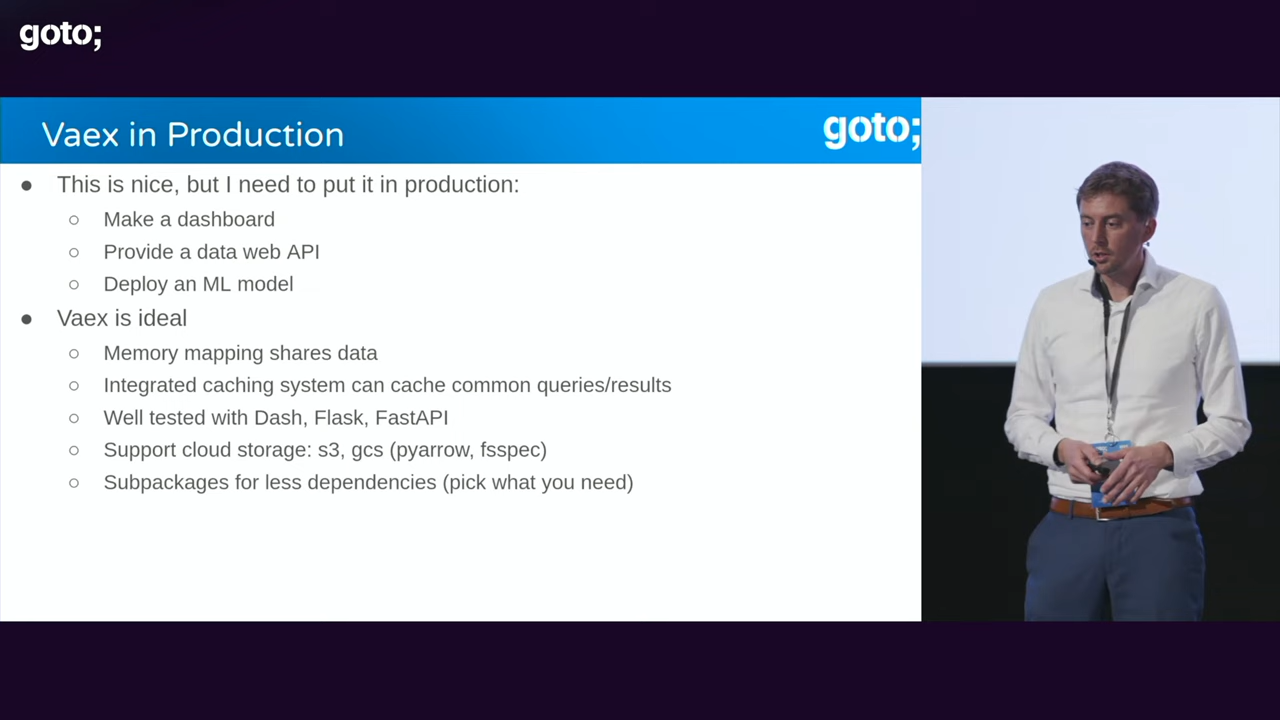 goto;
Vaex in Production
goto;
● This is nice, but I need to put it in production:
○ Make a dashboard
○ Provide a data web API
○ Deploy an ML model
● Vaex is ideal
○ Memory mapping shares data
○ Integrated caching system can cache common queries/results
○ Well tested with Dash, Flask, FastAPI
○ Support cloud storage: s3, gcs (pyarrow, fsspec)
○ Subpackages for less dependencies (pick what you need)